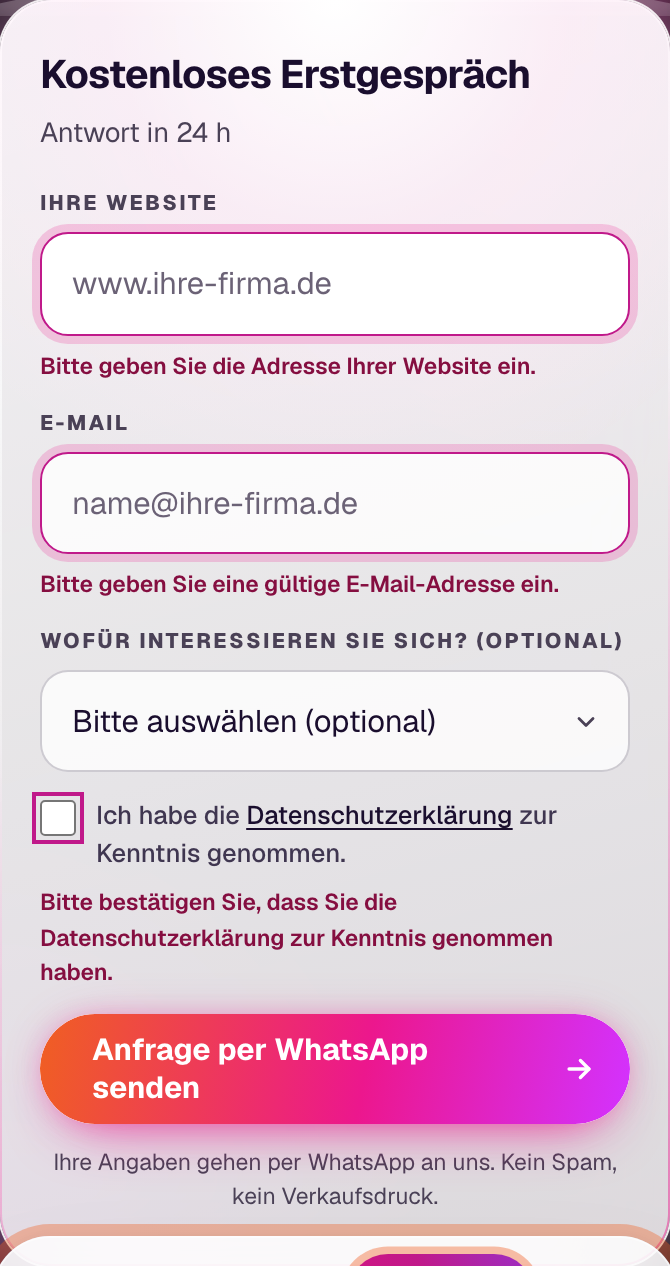 Kostenloses Erstgespräch
Antwort in 24 h
IHRE WEBSITE
www.ihre-firma.de
Bitte geben Sie die Adresse Ihrer Website ein.
E-MAIL
name@ihre-firma.de
Bitte geben Sie eine gültige E-Mail-Adresse ein.
WOFÜR INTERESSIEREN SIE SICH? (OPTIONAL)
Bitte auswählen (optional)
Ich habe die Datenschutzerklärung zur
Kenntnis genommen.
Bitte bestätigen Sie, dass Sie die
Datenschutzerklärung zur Kenntnis genommen
haben.
Anfrage per WhatsApp
senden
Ihre Angaben gehen per WhatsApp an uns. Kein Spam,
kein Verkaufsdruck.